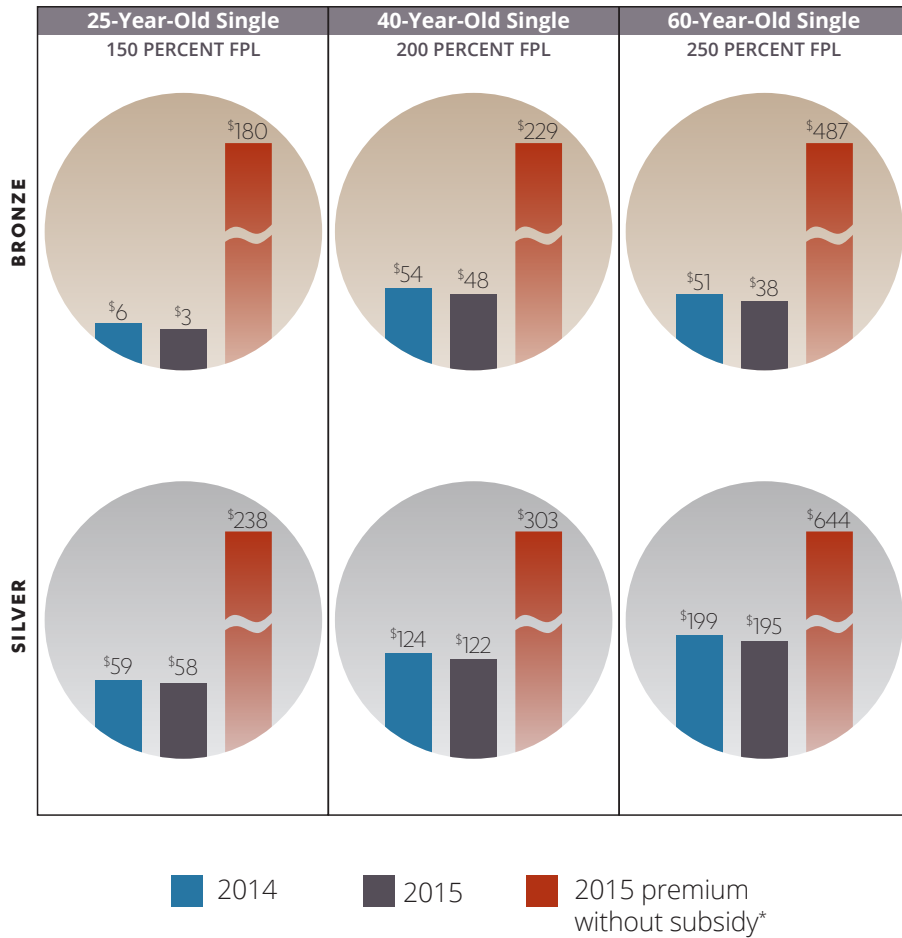 25-Year-Old Single
150 PERCENT FPL
40-Year-Old Single
200 PERCENT FPL
60-Year-Old Single
250 PERCENT FPL
BRONZE
$6
$3
$180
$54
$48
$229
$51
$38
$487
SILVER
$59
$58
$238
$124
$122
$303
$199
$195
$644
2014
2015
2015 premium
without subsidy*